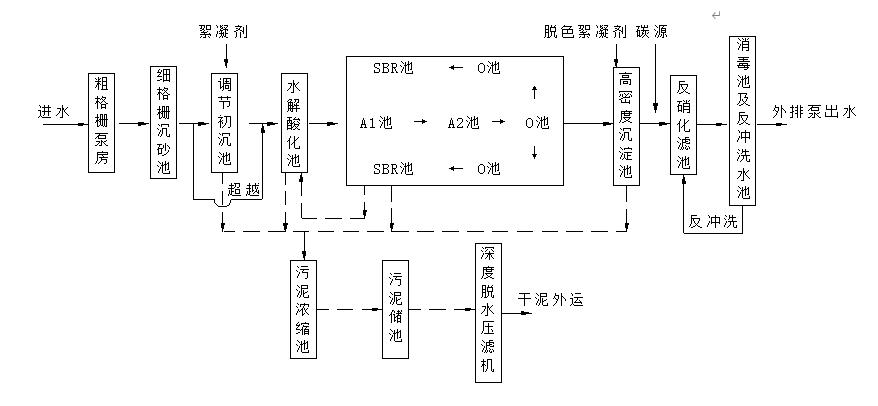 絮凝剂
脱色絮凝剂 碳源
进水
粗格栅泵房
细格栅沉砂池
调节初沉池
水解酸化池
SBR池
O池
A1池
A2池
O池
SBR池
O池
高密度沉淀池
反硝化滤池
消毒池及反冲洗水池
外排泵出水
超越
反冲洗
污泥浓缩池
污泥储池
深度脱水压滤机
干泥外运